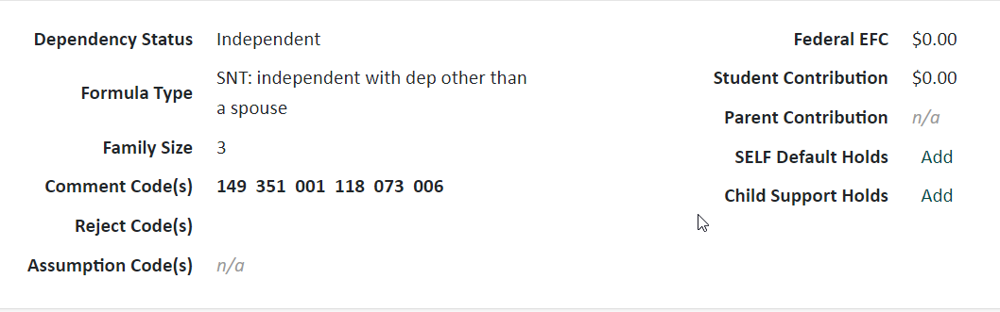 Dependency Status Independent
Formula Type SNT: independent with dep other than
a spouse
Family Size 3
Comment Code(s) 149 351 001 118 073 006
Reject Code(s)
Assumption Code(s) n/a
Federal EFC $0.00
Student Contribution $0.00
Parent Contribution n/a
SELF Default Holds Add
Child Support Holds Add